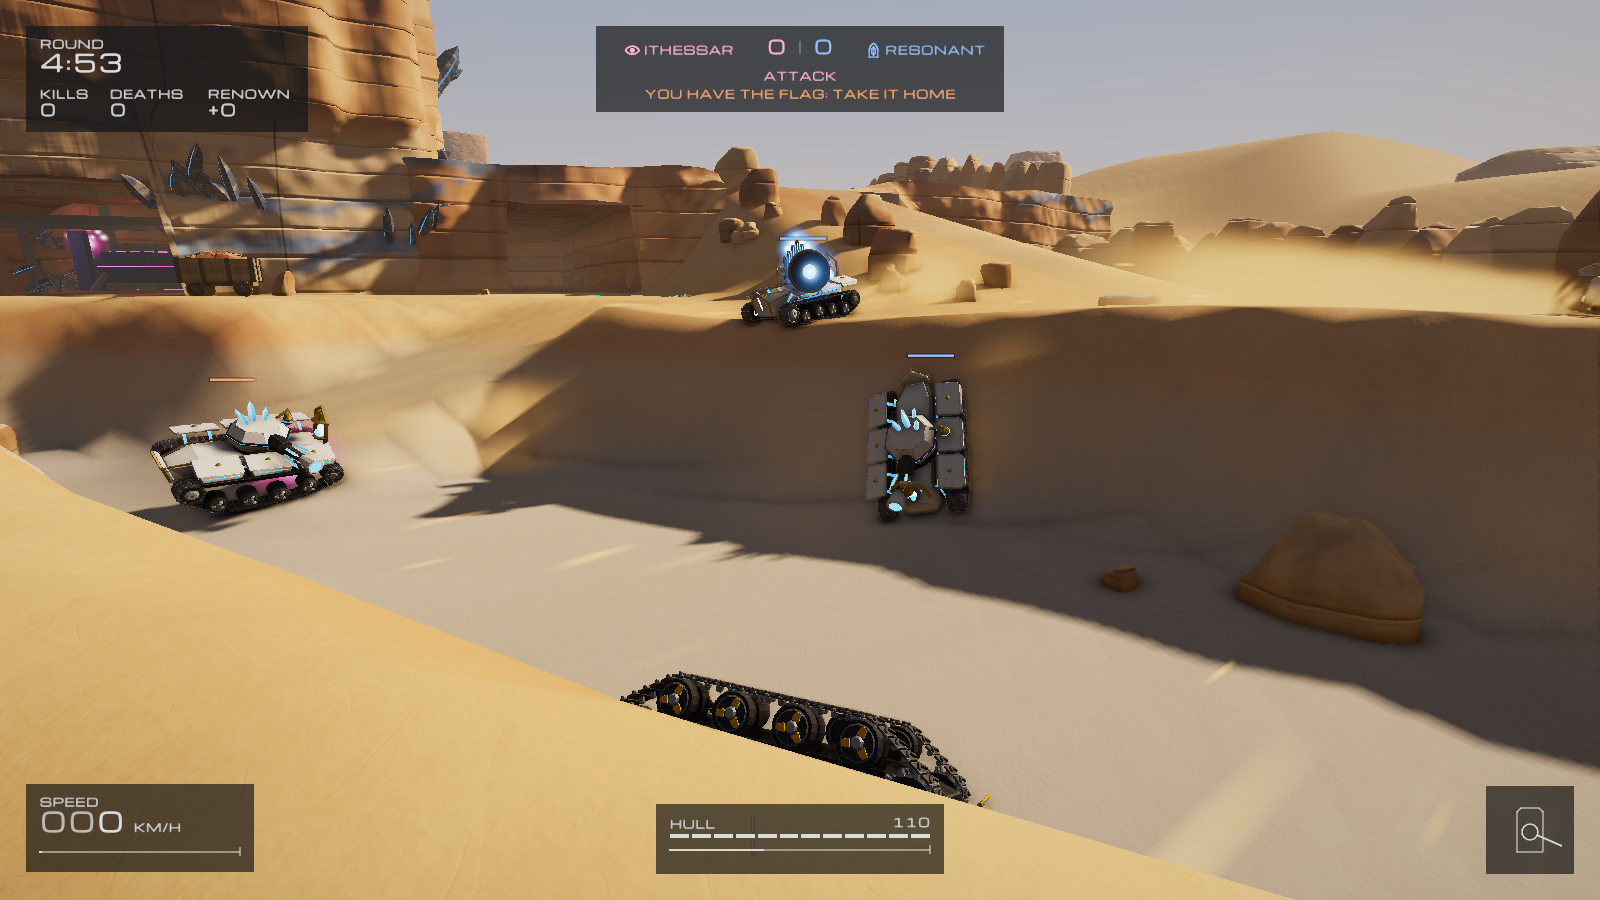 ROUND
4:53
KILLS DEATHS RENOWN
0 0 +0
ITHESSAR 0 | 0 RESONANT
ATTACK
YOU HAVE THE FLAG: TAKE IT HOME
SPEED
000 KM/H
HULL 110